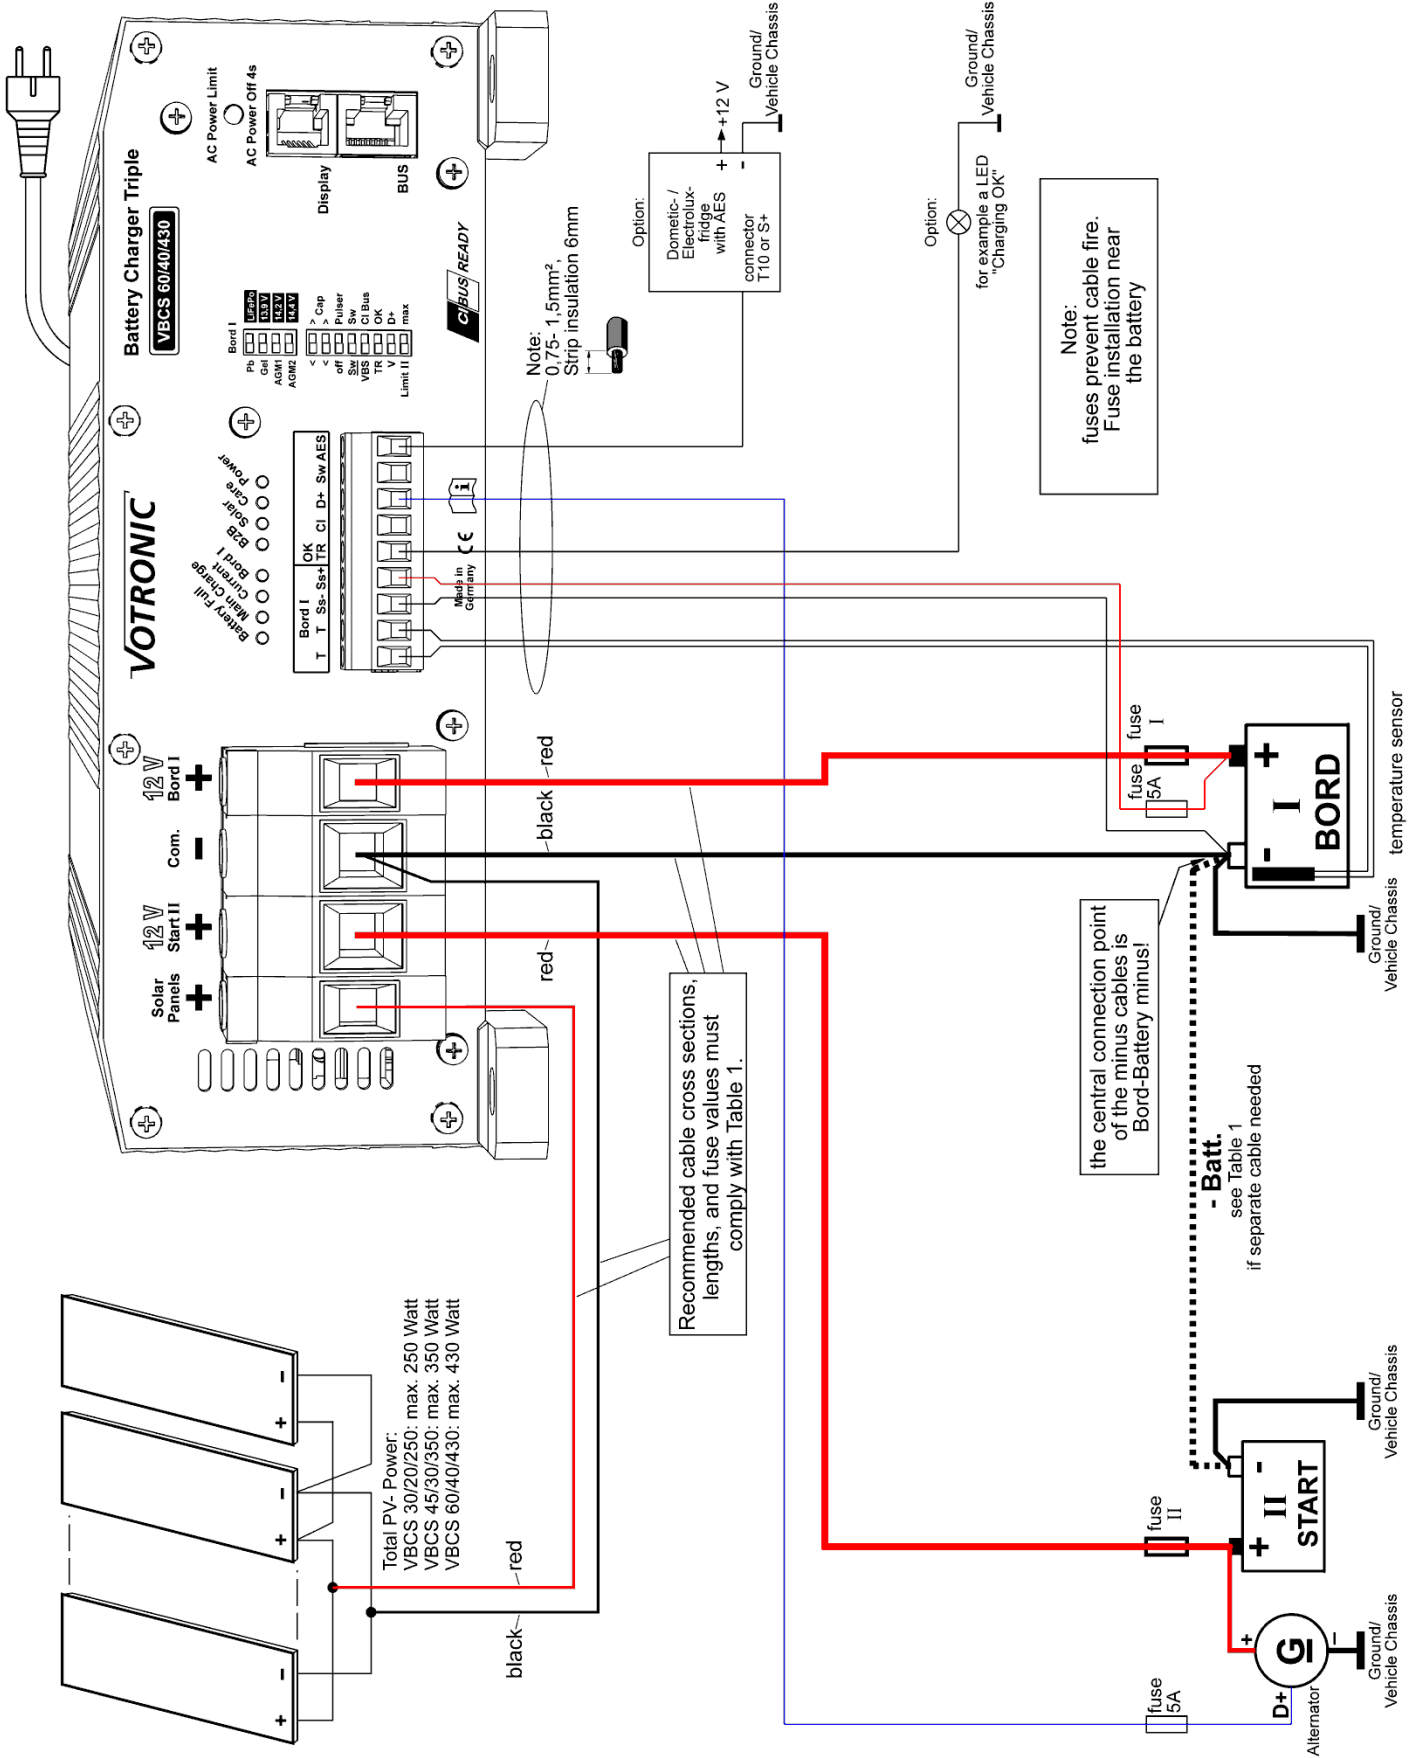 Battery Charger Triple
VBCS 60/40/430
AC Power Limit
AC Power Off 4s
Display
BUS
Bord I
Pb
LiFePo
Gel
13,9 V
AGM1
14,2 V
AGM2
14,4 V
< > Cap
<  >
off Pulser
Sw Sw
VBS CI Bus
TR OK
V D+
Limit II max
CI BUS READY
VOTRONIC
Battery Full
Main Charge
Current
Bord I
B2B
Solar
Care
Power
Bord I
OK
T T Ss- Ss+ TR CI D+ Sw AES
Made in
Germany
CE
i
Solar
Panels
+
12 V
Start II
+
Com.
-
12 V
Bord I
+
Note:
0,75- 1,5mm²,
Strip insulation 6mm
Option:
Dometic- /
Electrolux-
fridge
with AES
connector
T10 or S+
+
-
+12 V
Ground/
Vehicle Chassis
Option:
for example a LED
"Charging OK"
Ground/
Vehicle Chassis
Note:
fuses prevent cable fire.
Fuse installation near
the battery
red
black
red
Recommended cable cross sections,
lengths, and fuse values must
comply with Table 1.
Total PV- Power:
VBCS 30/20/250: max. 250 Watt
VBCS 45/30/350: max. 350 Watt
VBCS 60/40/430: max. 430 Watt
+ -
+ -
+ -
black
red
fuse
I
fuse
5A
- +
I
BORD
temperature sensor
Ground/
Vehicle Chassis
the central connection point
of the minus cables is
Bord-Battery minus!
- Batt.
see Table 1
if separate cable needed
Ground/
Vehicle Chassis
fuse
II
+ -
II
START
fuse
5A
D+
+
G
-
Alternator
Ground/
Vehicle Chassis